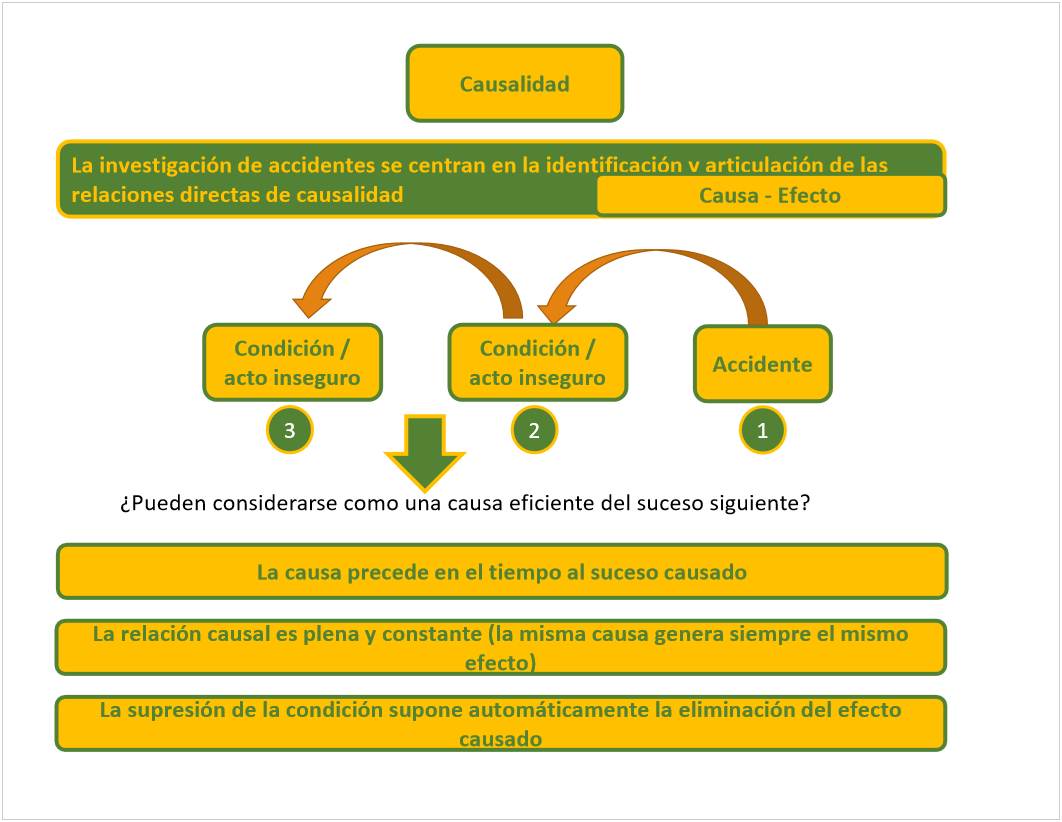 Causalidad
La investigación de accidentes se centran en la identificación y articulación de las
relaciones directas de causalidad
Causa - Efecto
Condición /
acto inseguro
Condición /
acto inseguro
Accidente
3
2
1
¿Pueden considerarse como una causa eficiente del suceso siguiente?
La causa precede en el tiempo al suceso causado
La relación causal es plena y constante (la misma causa genera siempre el mismo
efecto)
La supresión de la condición supone automáticamente la eliminación del efecto
causado